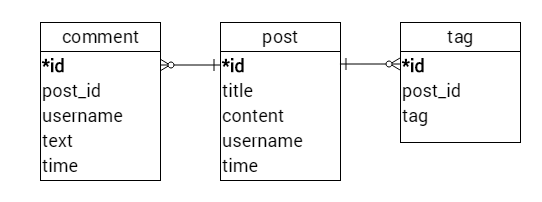 comment
*id
post_id
username
text
time
post
*id
title
content
username
time
tag
*id
post_id
tag